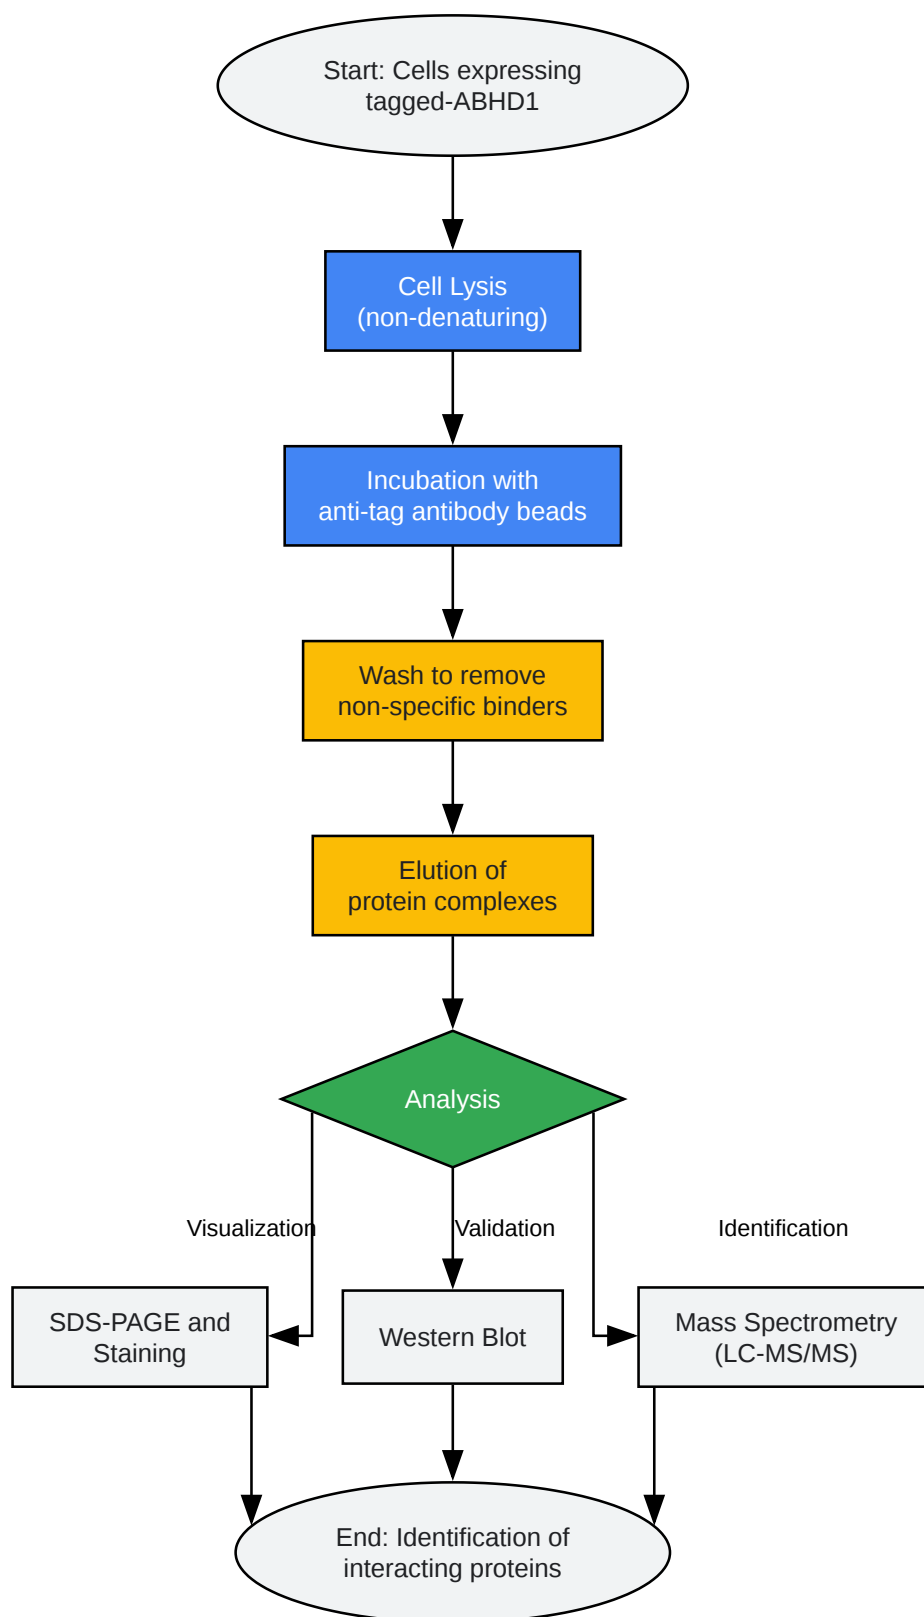 Start: Cells expressing
tagged-ABHD1
Cell Lysis
(non-denaturing)
Incubation with
anti-tag antibody beads
Wash to remove
non-specific binders
Elution of
protein complexes
Analysis
Visualization
Validation
Identification
SDS-PAGE and
Staining
Western Blot
Mass Spectrometry
(LC-MS/MS)
End: Identification of
interacting proteins